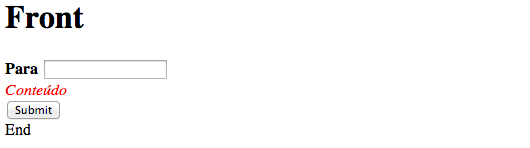 Front
Para
Conteúdo
Submit
End